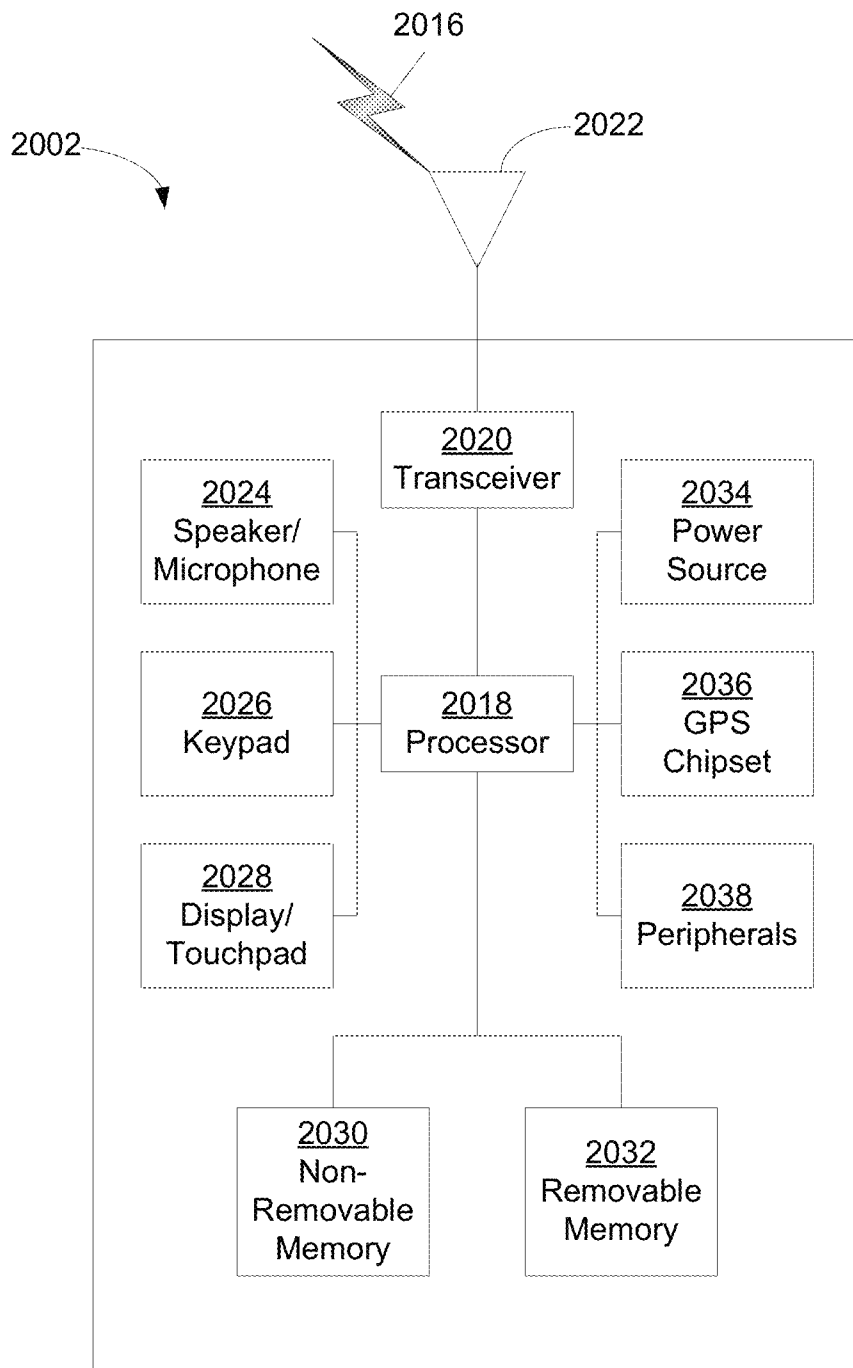 2016
2022
2002
2020
Transceiver
2024
Speaker/
Microphone
2034
Power
Source
2026
Keypad
2018
Processor
2036
GPS
Chipset
2028
Display/
Touchpad
2038
Peripherals
2030
Non-
Removable
Memory
2032
Removable
Memory